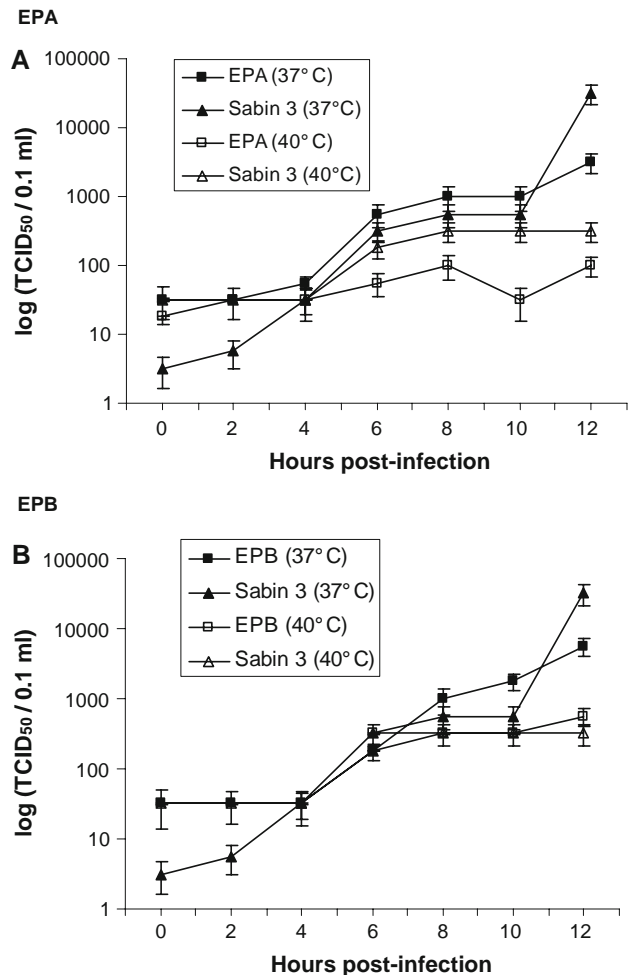 EPA
A
EPA (37°C)
Sabin 3 (37°C)
EPA (40°C)
Sabin 3 (40°C)
100000
10000
1000
100
10
1
log (TCID50 / 0.1 ml)
0 2 4 6 8 10 12
Hours post-infection
EPB
B
EPB (37°C)
Sabin 3 (37°C)
EPB (40°C)
Sabin 3 (40°C)
100000
10000
1000
100
10
1
log (TCID50 / 0.1 ml)
0 2 4 6 8 10 12
Hours post-infection